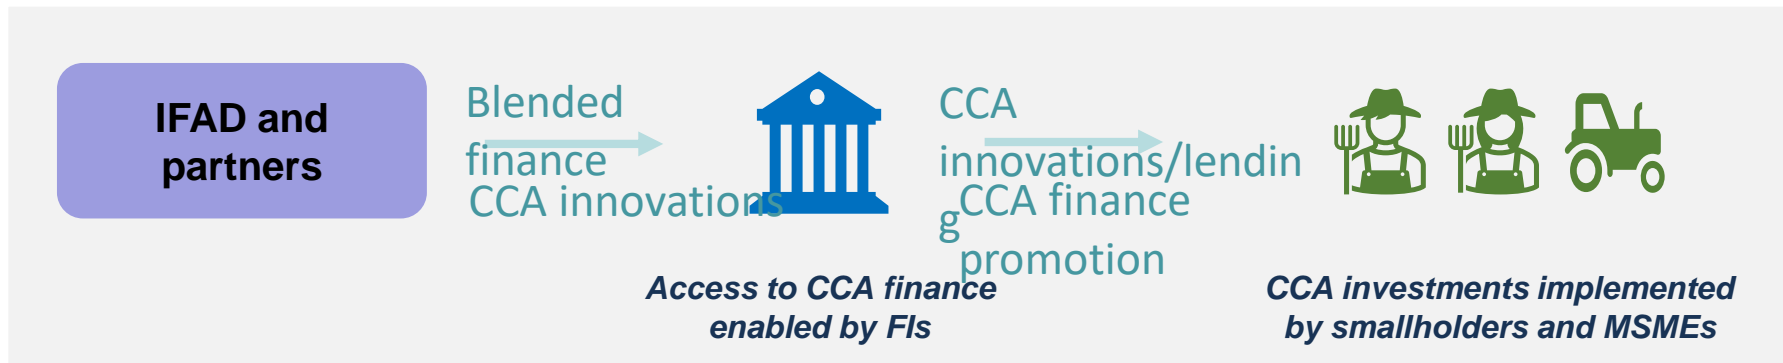 IFAD and
partners
Blended
finance
CCA innovations
CCA
innovations/lendin
g
CCA finance
promotion
Access to CCA finance
enabled by FIs
CCA investments implemented
by smallholders and MSMEs